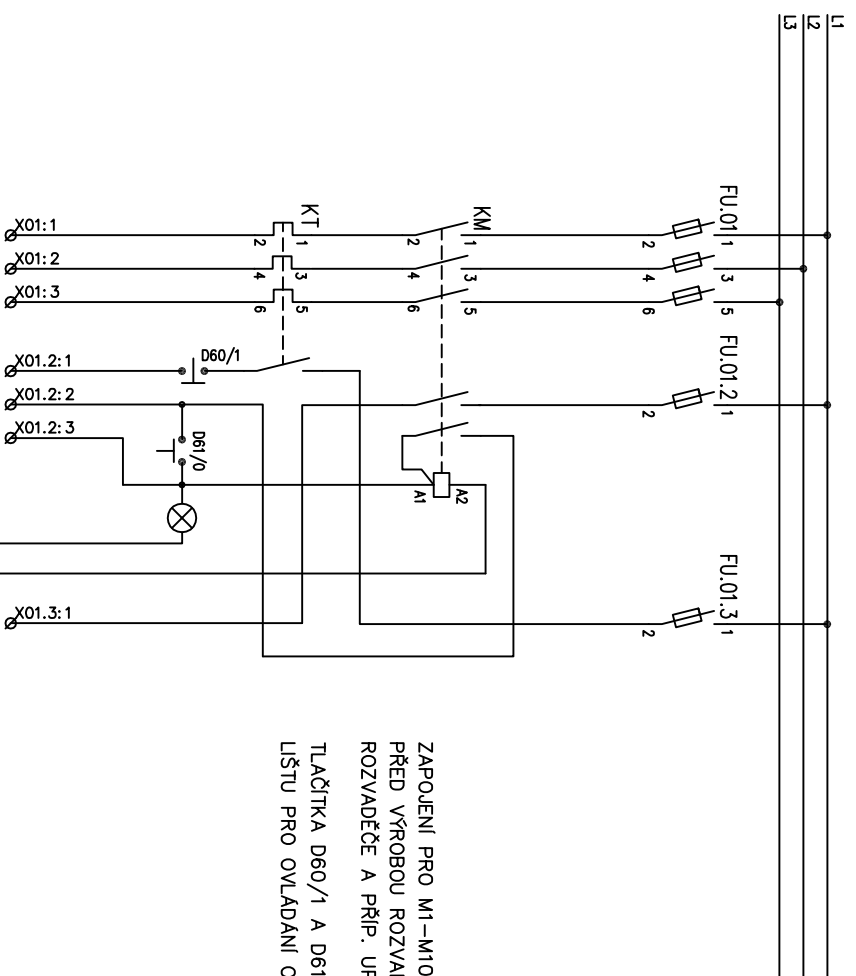 L1
L2
L3
FU.01
1
3
5
2
4
6
FU.01.2
1
2
FU.01.3
1
2
KM
1
3
5
2
4
6
A2
A1
KT
1
3
5
2
4
6
D60/1
D61/0
X01:1
X01:2
X01:3
X01.2:1
X01.2:2
X01.2:3
X01.3:1
ZAPOJENÍ PRO M1-M10
PŘED VÝROBOU
ROZVADĚČE A PŘÍP.
TLAČÍTKA D60/1 A
LIŠTU PRO OVLÁDÁNÍ